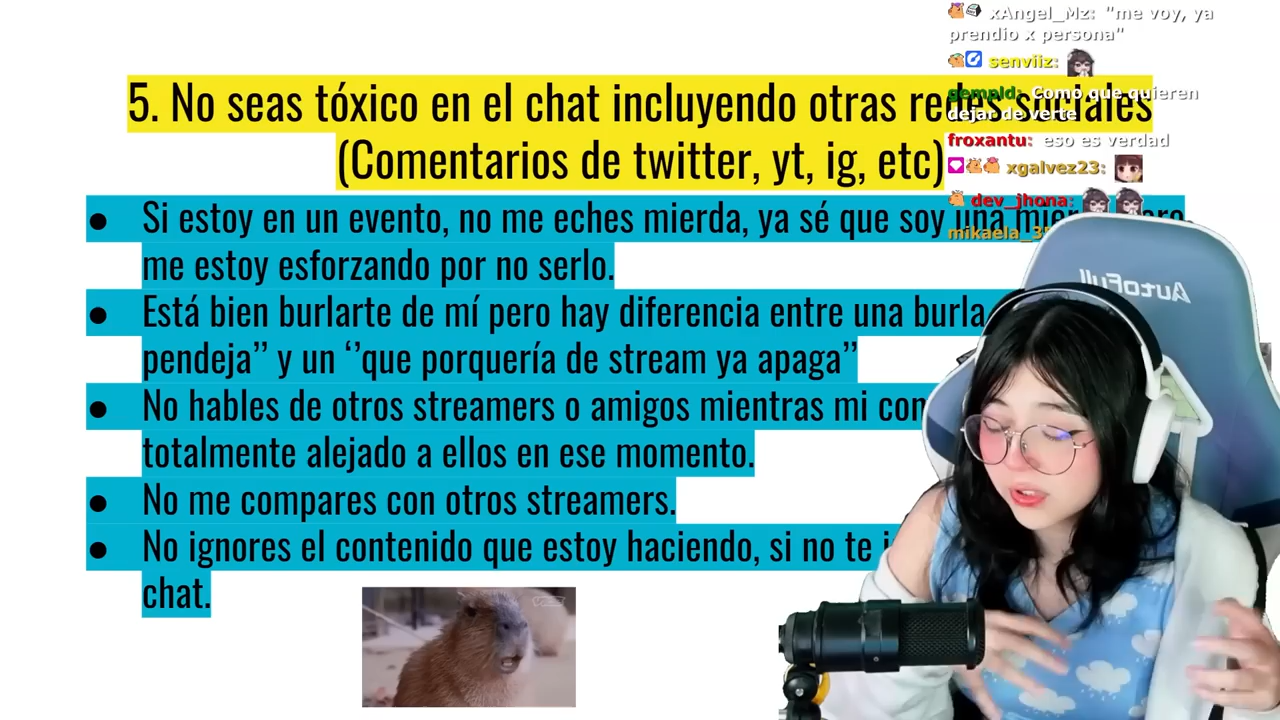 xAngel_Mz: "me voy, ya
prendio x persona"
senviiz:
gempld: Como que quieren
dejar de verte
froxantu: eso es verdad
xgalvez23:
dev_jhona:
5. No seas tóxico en el chat incluyendo otras redes sociales
(Comentarios de twitter, yt, ig, etc)
● Si estoy en un evento, no me eches mierda, ya sé que soy una
me estoy esforzando por no serlo.
● Está bien burlarte de mí pero hay diferencia entre una burla
pendeja’’ y un ‘’que porquería de stream ya apaga’’
● No hables de otros streamers o amigos mientras mi
totalmente alejado a ellos en ese momento.
● No me compares con otros streamers.
● No ignores el contenido que estoy haciendo, si no te
chat.
AutoFull